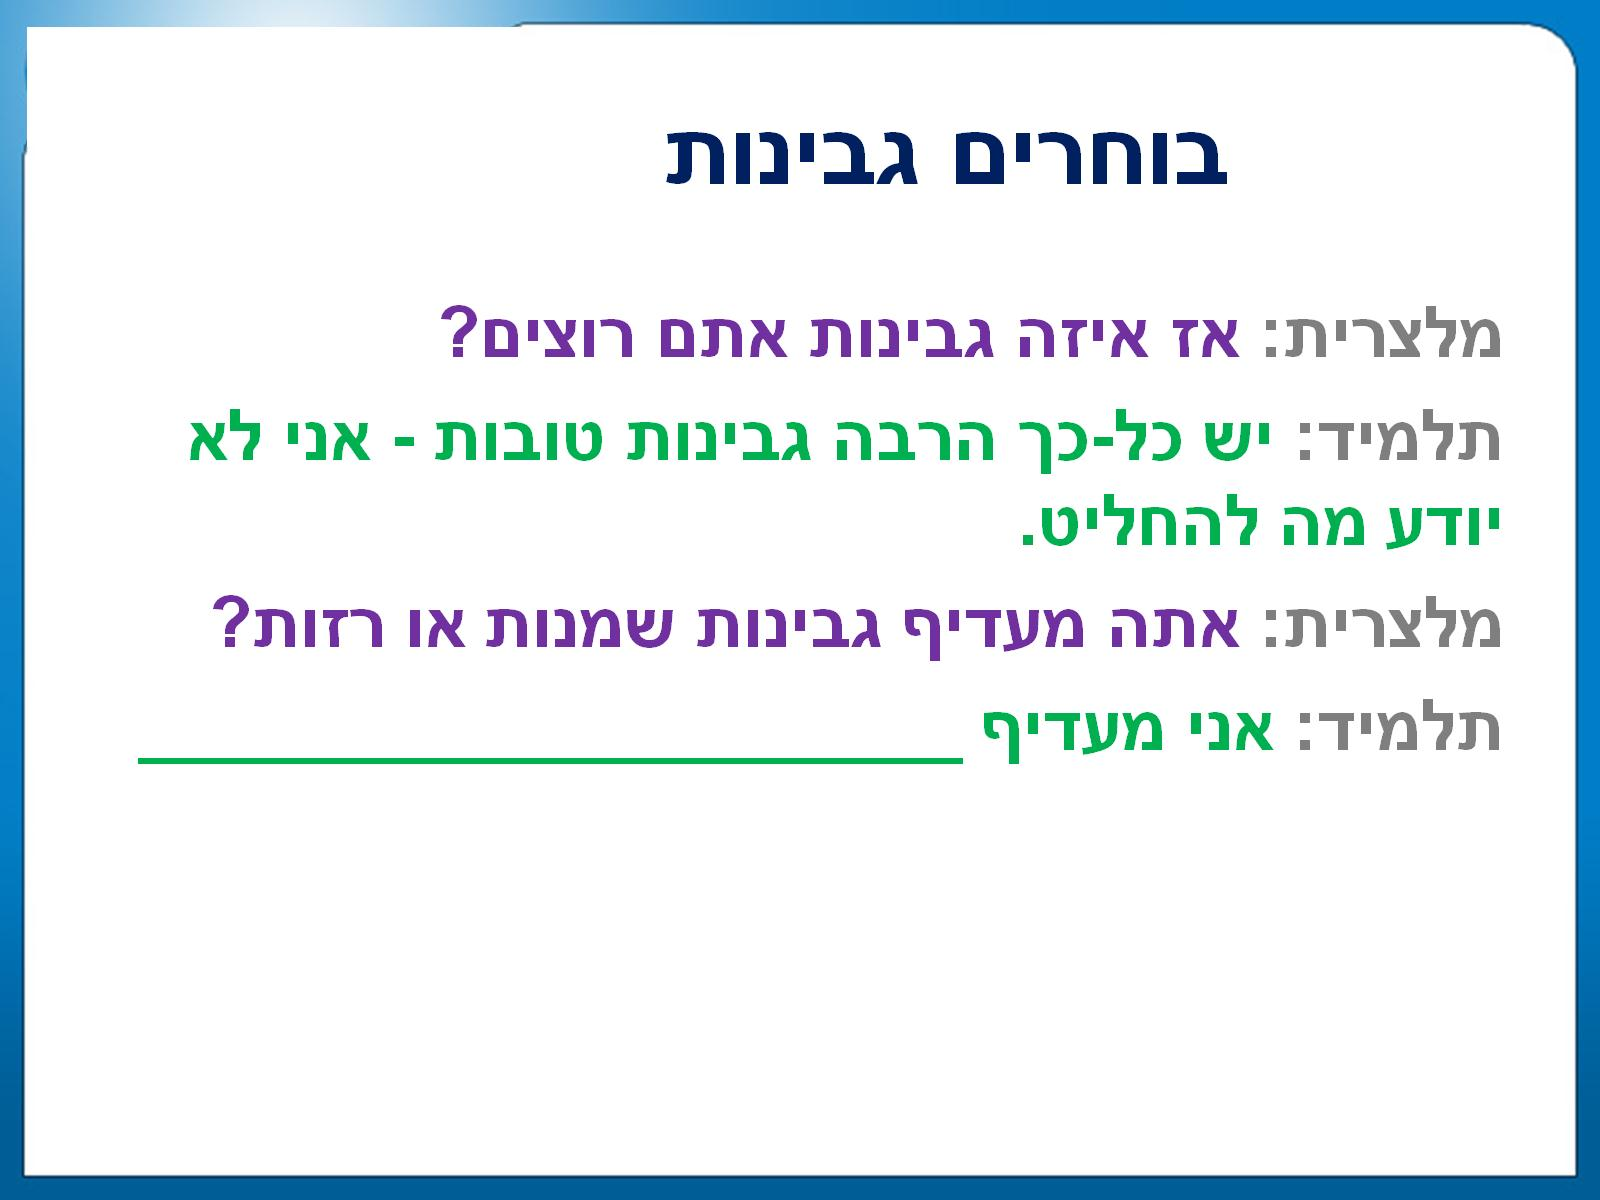 בוחרים גבינות
מלצרית: אז איזה גבינות אתם רוצים?
תלמיד: יש כל-כך הרבה גבינות טובות - אני לא
יודע מה להחליט.
מלצרית: אתה מעדיף גבינות שמנות או רזות?
תלמיד: אני מעדיף ______________________